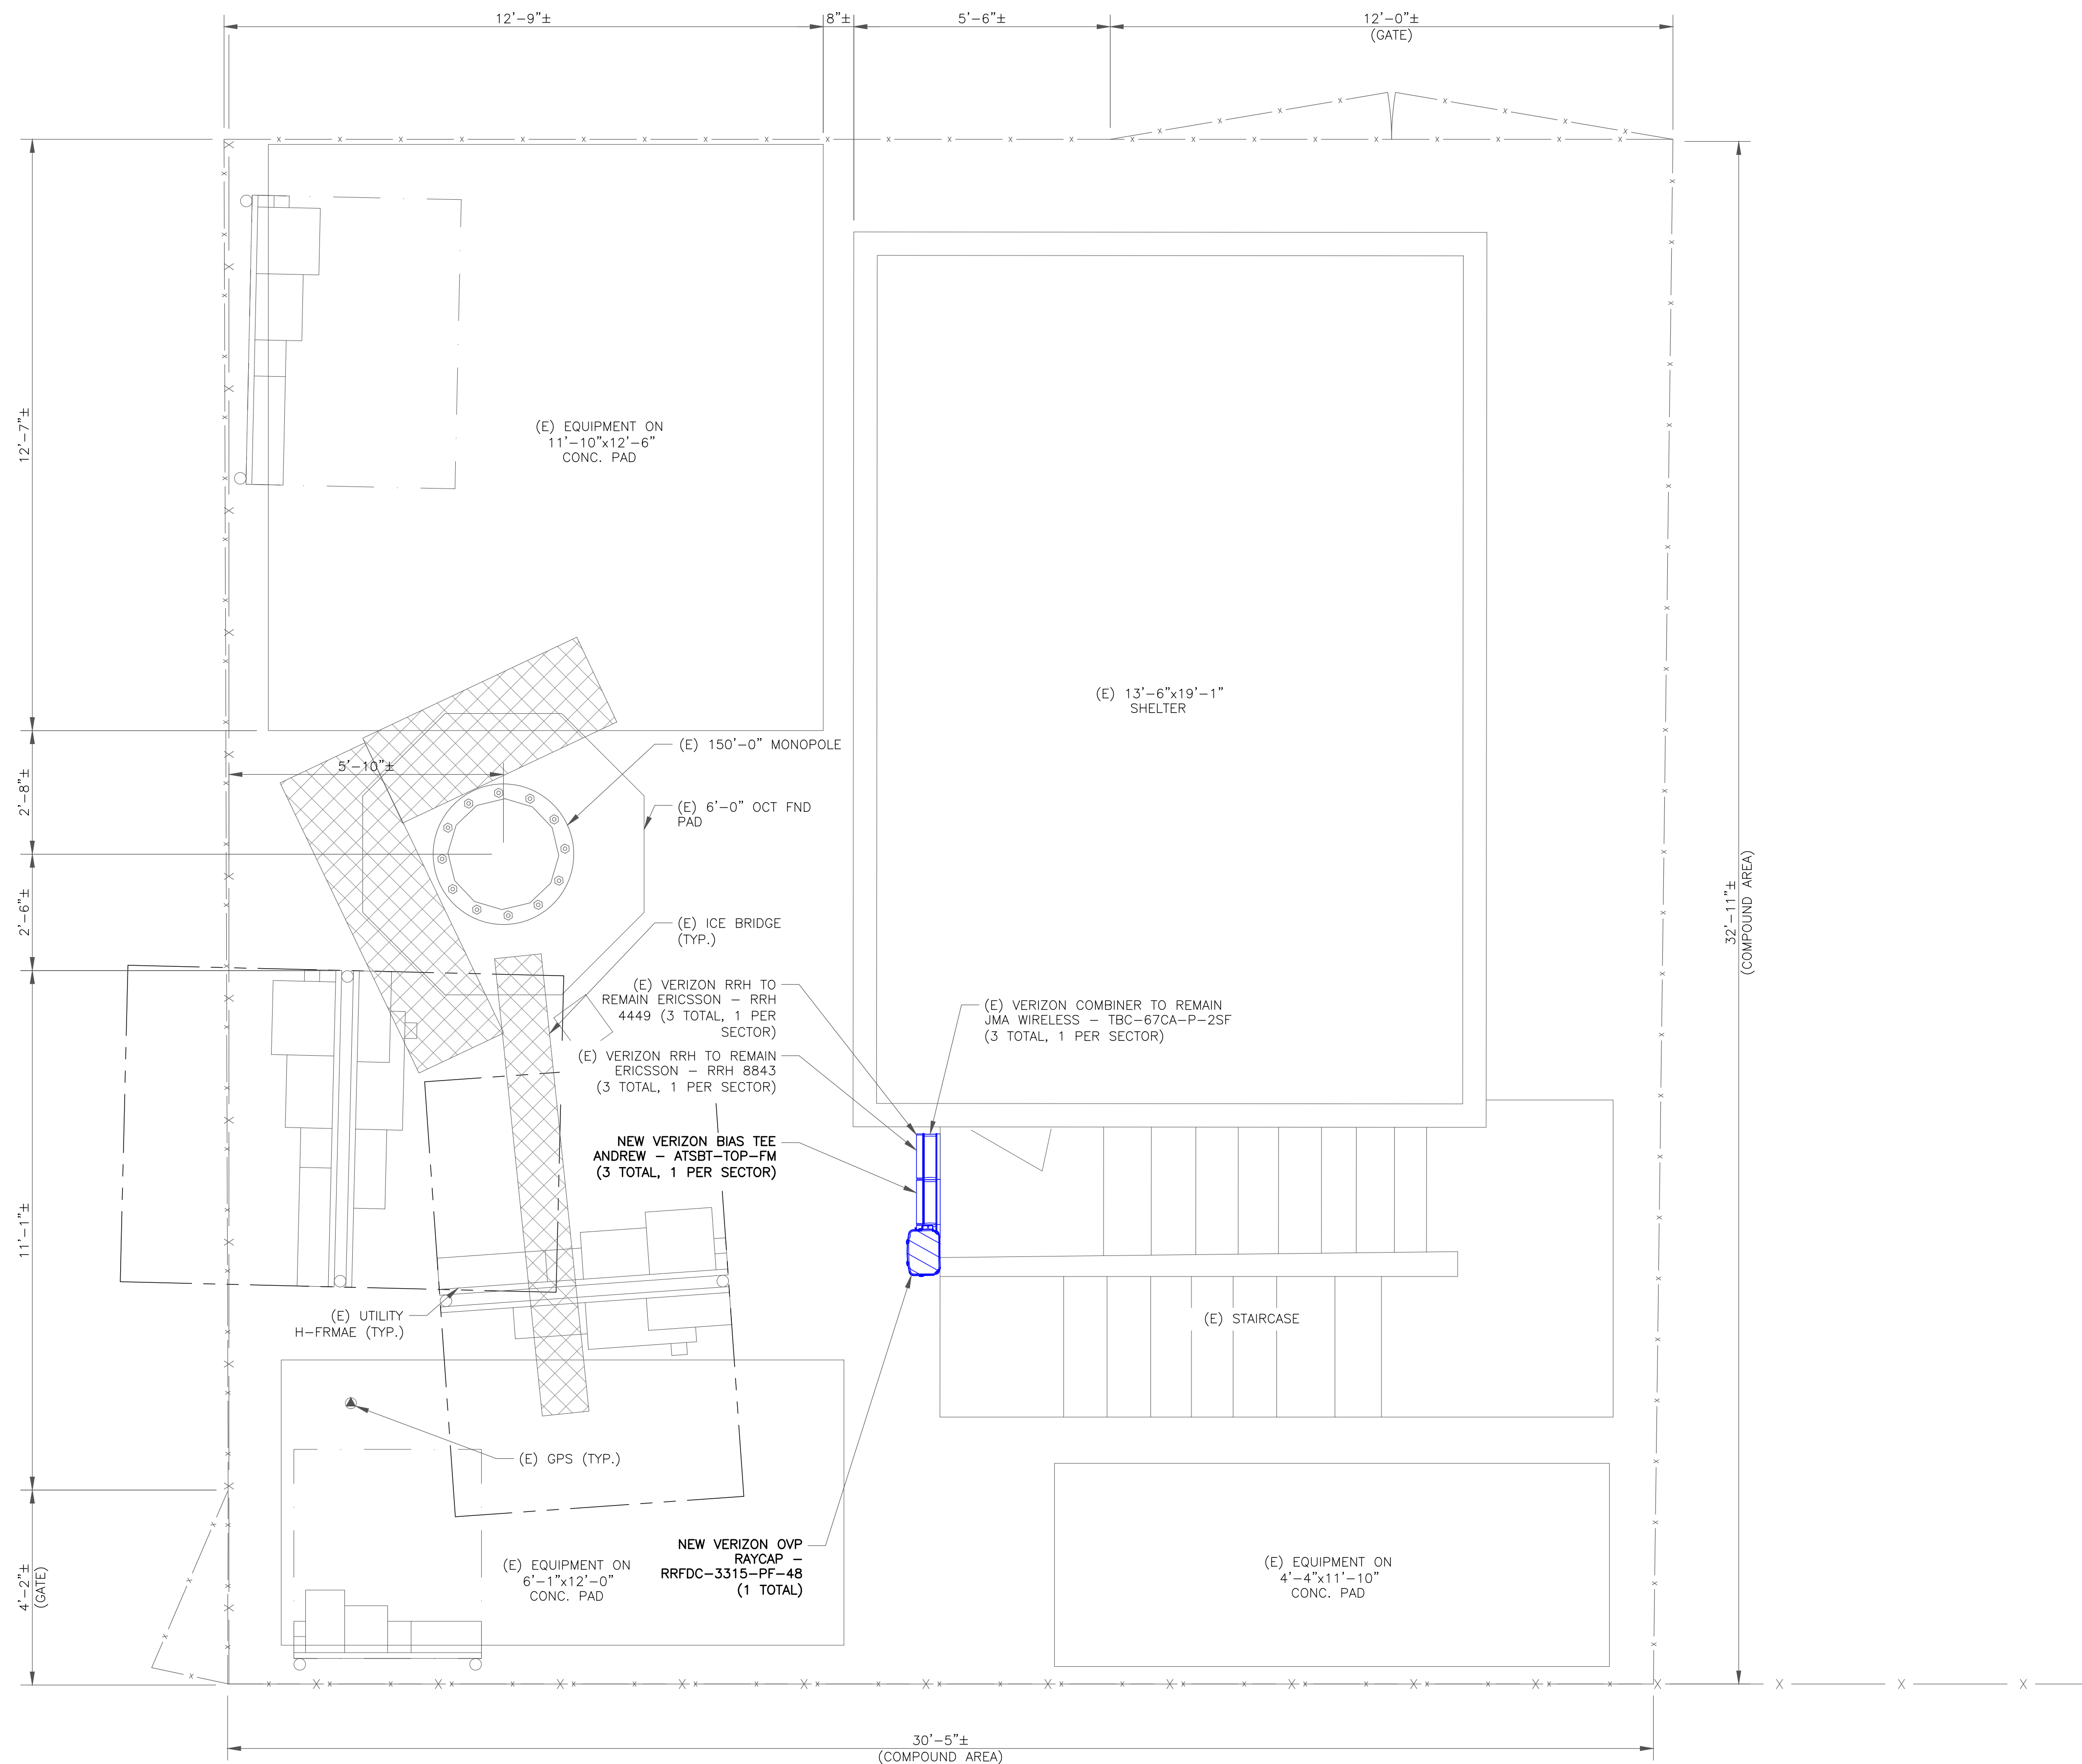 12'-9"±
8"±
5'-6"±
12'-0"±
(GATE)
12'-7"±
(E) EQUIPMENT ON
11'-10"x12'-6"
CONC. PAD
(E) 13'-6"x19'-1"
SHELTER
2'-8"±
5'-10"±
(E) 150'-0" MONOPOLE
(E) 6'-0" OCT FND
PAD
2'-6"±
(E) ICE BRIDGE
(TYP.)
32'-11"±
(COMPOUND AREA)
(E) VERIZON RRH TO
REMAIN ERICSSON - RRH
4449 (3 TOTAL, 1 PER
SECTOR)
(E) VERIZON COMBINER TO REMAIN
JMA WIRELESS - TBC-67CA-P-2SF
(3 TOTAL, 1 PER SECTOR)
(E) VERIZON RRH TO REMAIN
ERICSSON - RRH 8843
(3 TOTAL, 1 PER SECTOR)
NEW VERIZON BIAS TEE
ANDREW - ATSBT-TOP-FM
(3 TOTAL, 1 PER SECTOR)
11'-1"±
(E) UTILITY
H-FRMAE (TYP.)
(E) STAIRCASE
(E) GPS (TYP.)
4'-2"±
(GATE)
NEW VERIZON OVP
RAYCAP -
RRFDC-3315-PF-48
(1 TOTAL)
(E) EQUIPMENT ON
6'-1"x12'-0"
CONC. PAD
(E) EQUIPMENT ON
4'-4"x11'-10"
CONC. PAD
30'-5"±
(COMPOUND AREA)